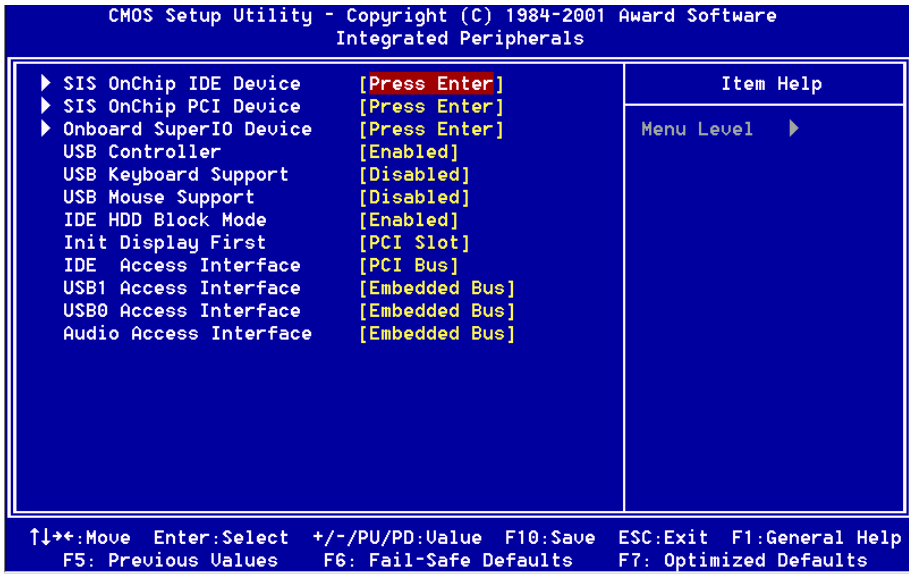 CMOS Setup Utility - Copyright (C) 1984-2001 Award Software
Integrated Peripherals
SIS OnChip IDE Device [Press Enter]
SIS OnChip PCI Device [Press Enter]
Onboard SuperIO Device [Press Enter]
USB Controller [Enabled]
USB Keyboard Support [Disabled]
USB Mouse Support [Disabled]
IDE HDD Block Mode [Enabled]
Init Display First [PCI Slot]
IDE Access Interface [PCI Bus]
USB1 Access Interface [Embedded Bus]
USB0 Access Interface [Embedded Bus]
Audio Access Interface [Embedded Bus]
Item Help
Menu Level
↑↓→←:Move Enter:Select +/-/PU/PD:Value F10:Save ESC:Exit F1:General Help
F5: Previous Values F6: Fail-Safe Defaults F7: Optimized Defaults